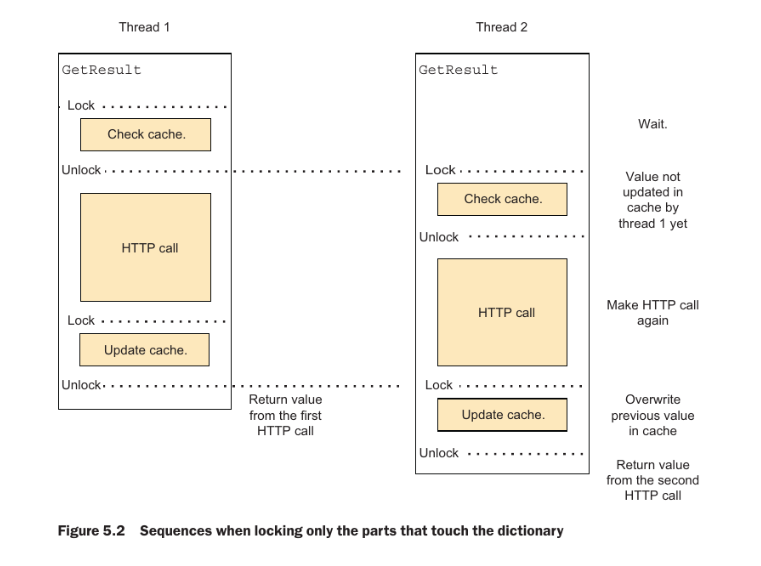 Thread 1
Thread 2
GetResult
GetResult
Lock
Check cache.
Wait.
Unlock
Lock
Value not
updated in
cache by
thread 1 yet
Check cache.
Unlock
HTTP call
HTTP call
Make HTTP call
again
Lock
Update cache.
Unlock
Return value
from the first
HTTP call
Lock
Update cache.
Overwrite
previous value
in cache
Unlock
Return value
from the second
HTTP call
Figure 5.2 Sequences when locking only the parts that touch the dictionary